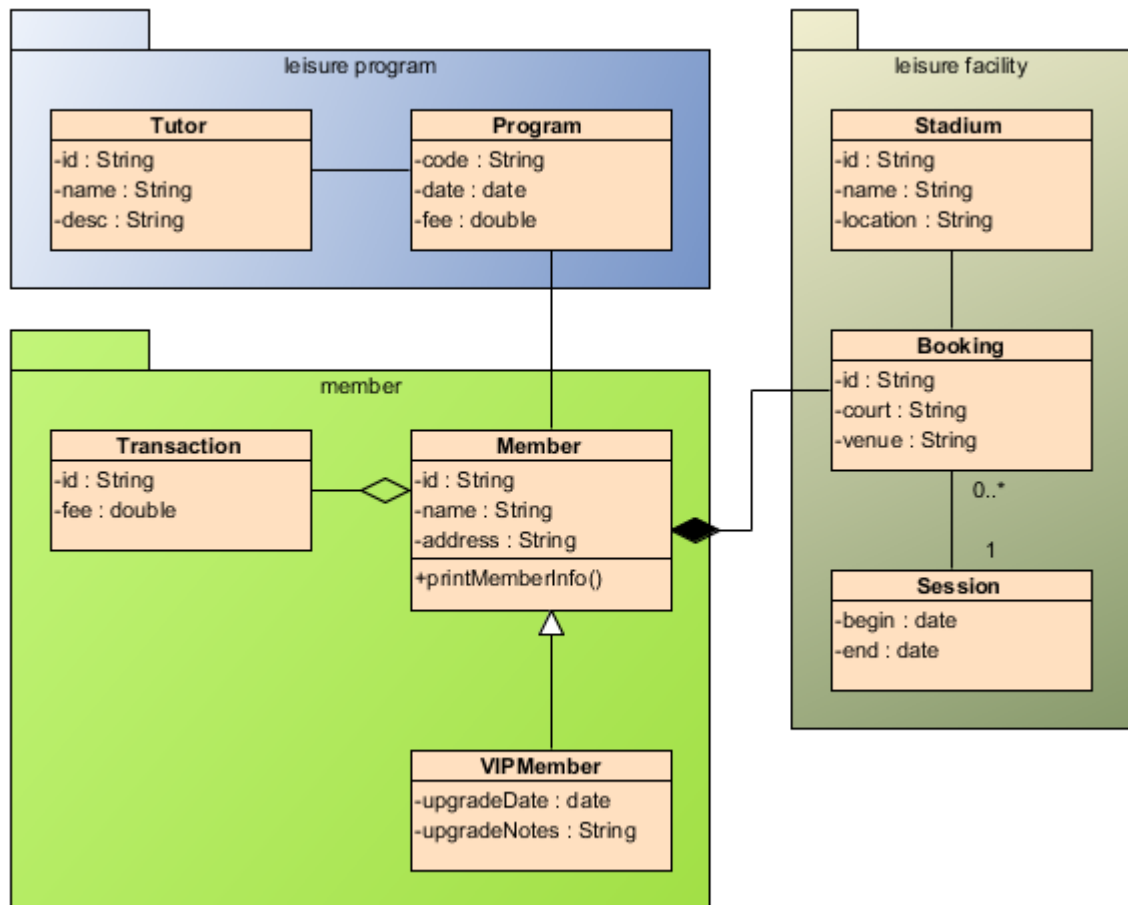 leisure program
Tutor
-id : String
-name : String
-desc : String
Program
-code : String
-date : date
-fee : double
member
Transaction
-id : String
-fee : double
Member
-id : String
-name : String
-address : String
+printMemberInfo()
VIPMember
-upgradeDate : date
-upgradeNotes : String
leisure facility
Stadium
-id : String
-name : String
-location : String
Booking
-id : String
-court : String
-venue : String
0..*
1
Session
-begin : date
-end : date